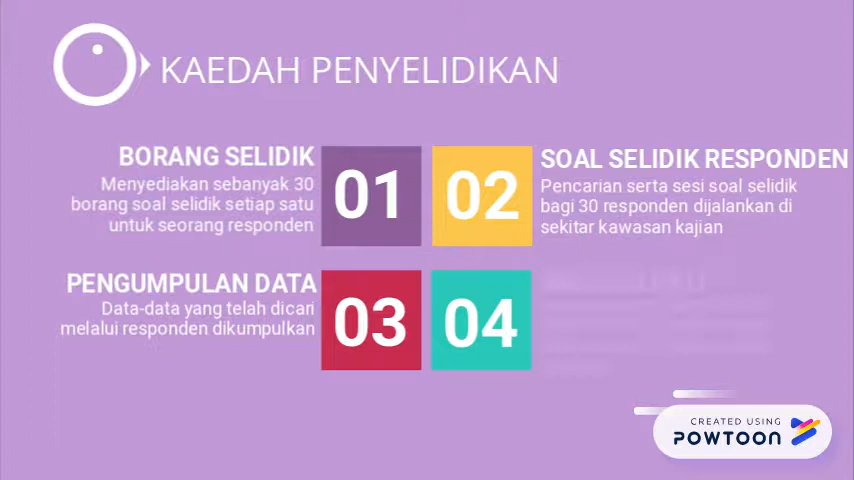 KAEDAH PENYELIDIKAN
BORANG SELIDIK
Menyediakan sebanyak 30
borang soal selidik setiap satu
untuk seorang responden
01
02
SOAL SELIDIK RESPONDEN
Pencarian serta sesi soal selidik
bagi 30 responden dijalankan di
sekitar kawasan kajian
PENGUMPULAN DATA
Data-data yang telah dicari
melalui responden dikumpulkan
03
04
CREATED USING
POWTOON